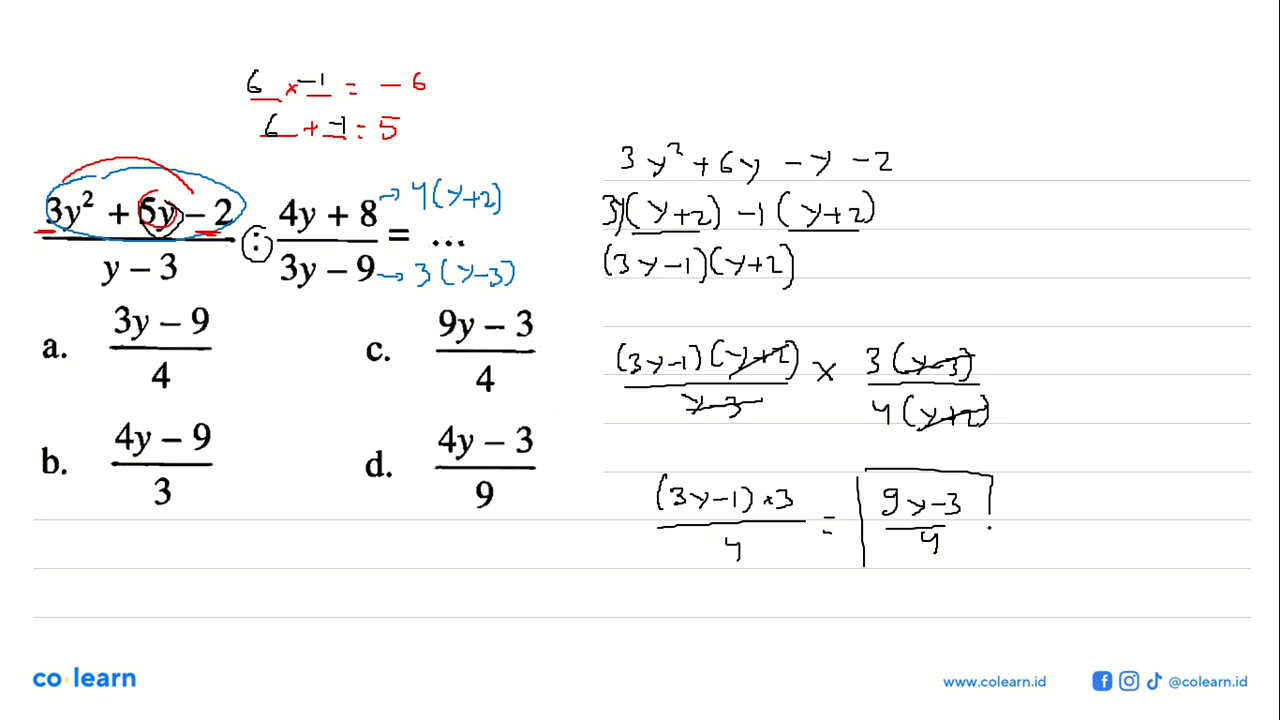 6 × -1 = -6
6 + -1 = 5
3y² + 5y - 2 / y - 3 : 4y + 8 / 3y - 9 = ...
→ 4(y+2)
→ 3(y-3)
a. 3y - 9 / 4
b. 4y - 9 / 3
c. 9y - 3 / 4
d. 4y - 3 / 9
3y² + 6y - y - 2
3y(y+2) - 1(y+2)
(3y-1)(y+2)
(3y-1)(y+2) / y-3 × 3(y-3) / 4(y+2)
(3y-1) × 3 / 4 = 9y-3 / 4
co·learn
www.colearn.id
@colearn.id